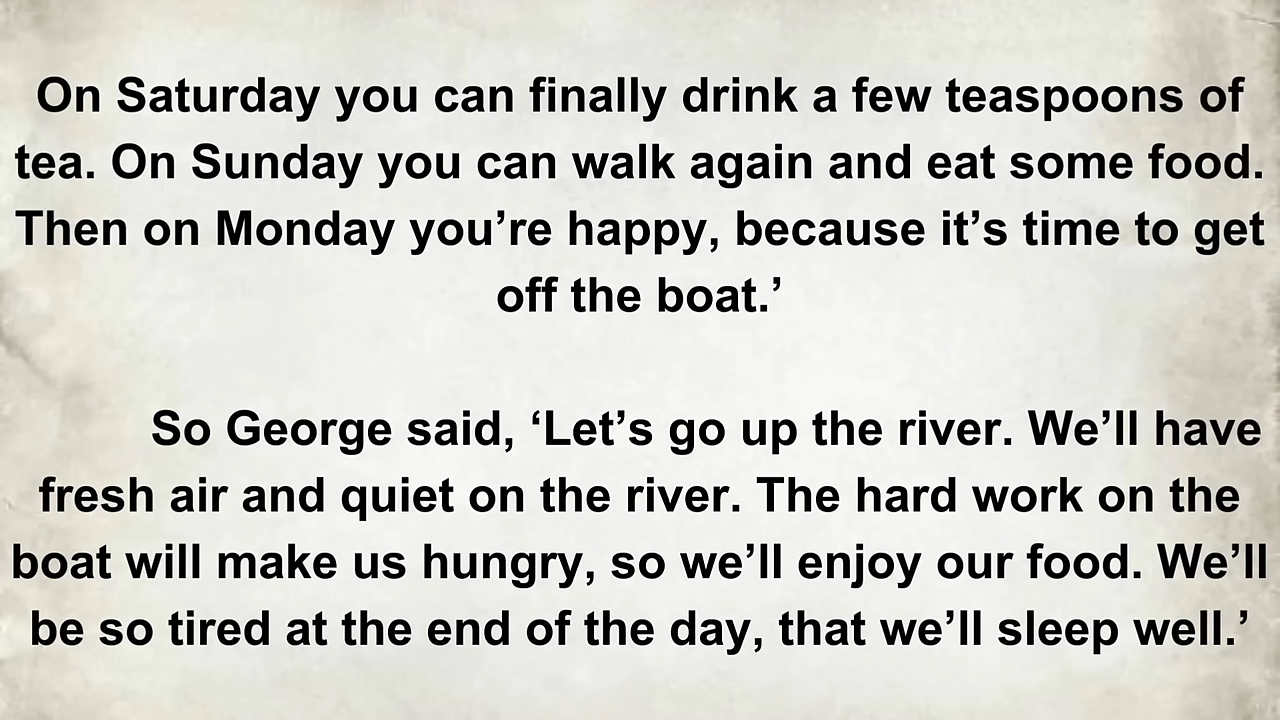 On Saturday you can finally drink a few teaspoons of
tea. On Sunday you can walk again and eat some food.
Then on Monday you’re happy, because it’s time to get
off the boat.’
So George said, ‘Let’s go up the river. We’ll have
fresh air and quiet on the river. The hard work on the
boat will make us hungry, so we’ll enjoy our food. We’ll
be so tired at the end of the day, that we’ll sleep well.’